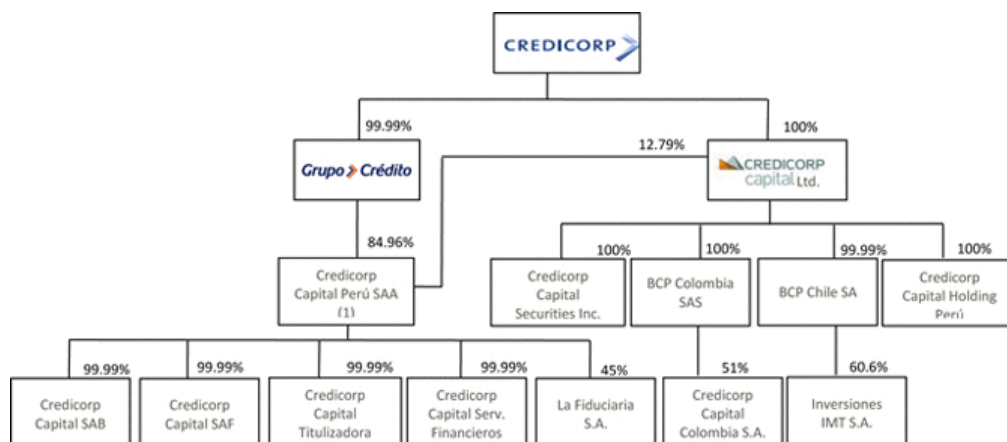 CREDICORP
99.99%
100%
12.79%
Grupo Crédito
CREDICORP
capital Ltd.
84.96%
100%
100%
99.99%
100%
Credicorp
Capital Perú SAA
(1)
Credicorp
Capital
Securities Inc.
BCP Colombia
SAS
BCP Chile SA
Credicorp
Capital Holding
Perú
99.99%
99.99%
99.99%
99.99%
45%
51%
60.6%
Credicorp
Capital SAB
Credicorp
Capital SAF
Credicorp
Capital
Titulizadora
Credicorp
Capital Serv.
Financieros
La Fiduciaria
S.A.
Credicorp
Capital
Colombia S.A.
Inversiones
IMT S.A.